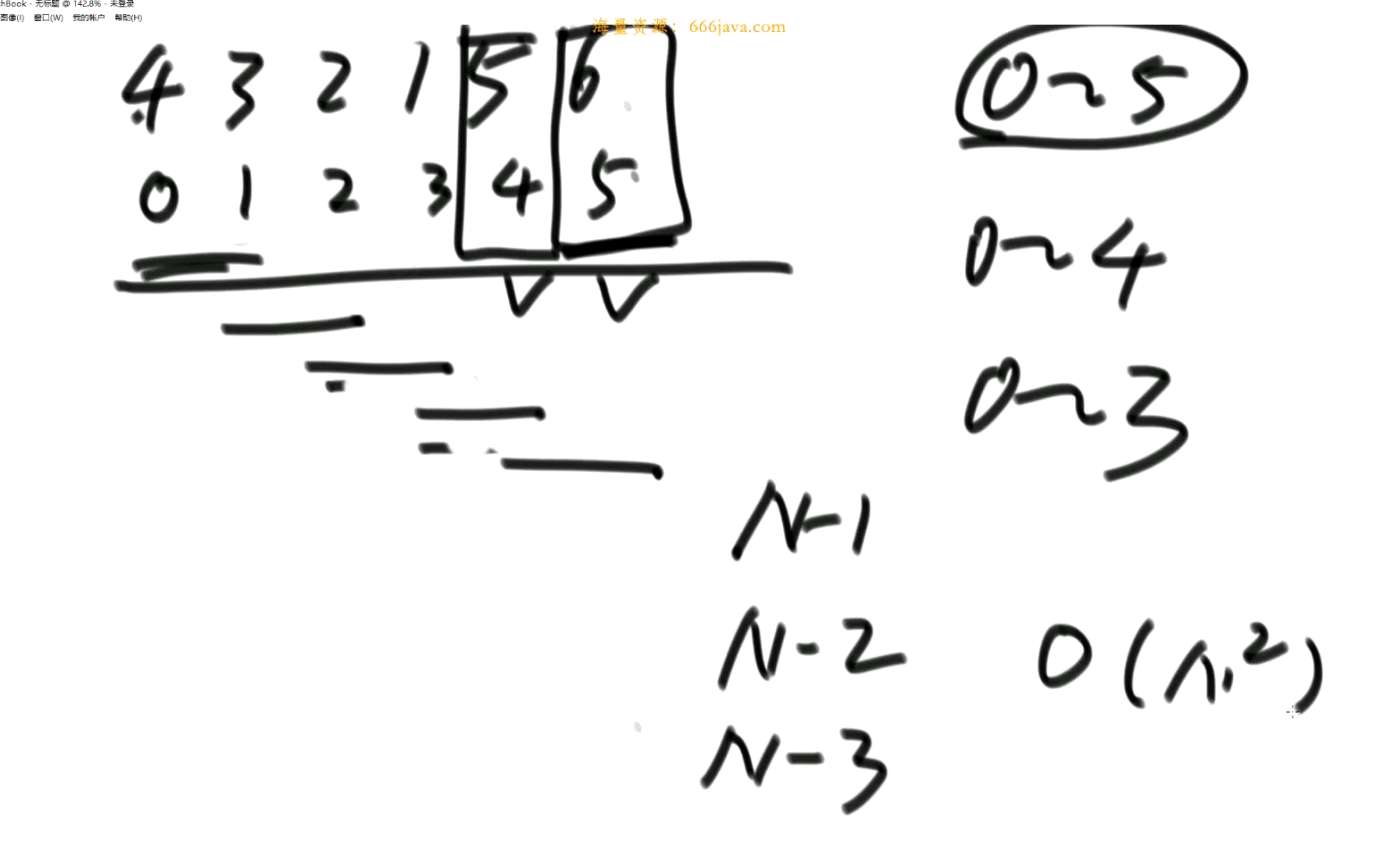 hBook - 无标题 @ 142.8% - 未登录
图像(I) 窗口(W) 我的帐户 帮助(H)
海量资源：666java.com
4 3 2 1 5 6
0 1 2 3 4 5
0~5
0~4
0~3
N-1
N-2
O(N²)
N-3